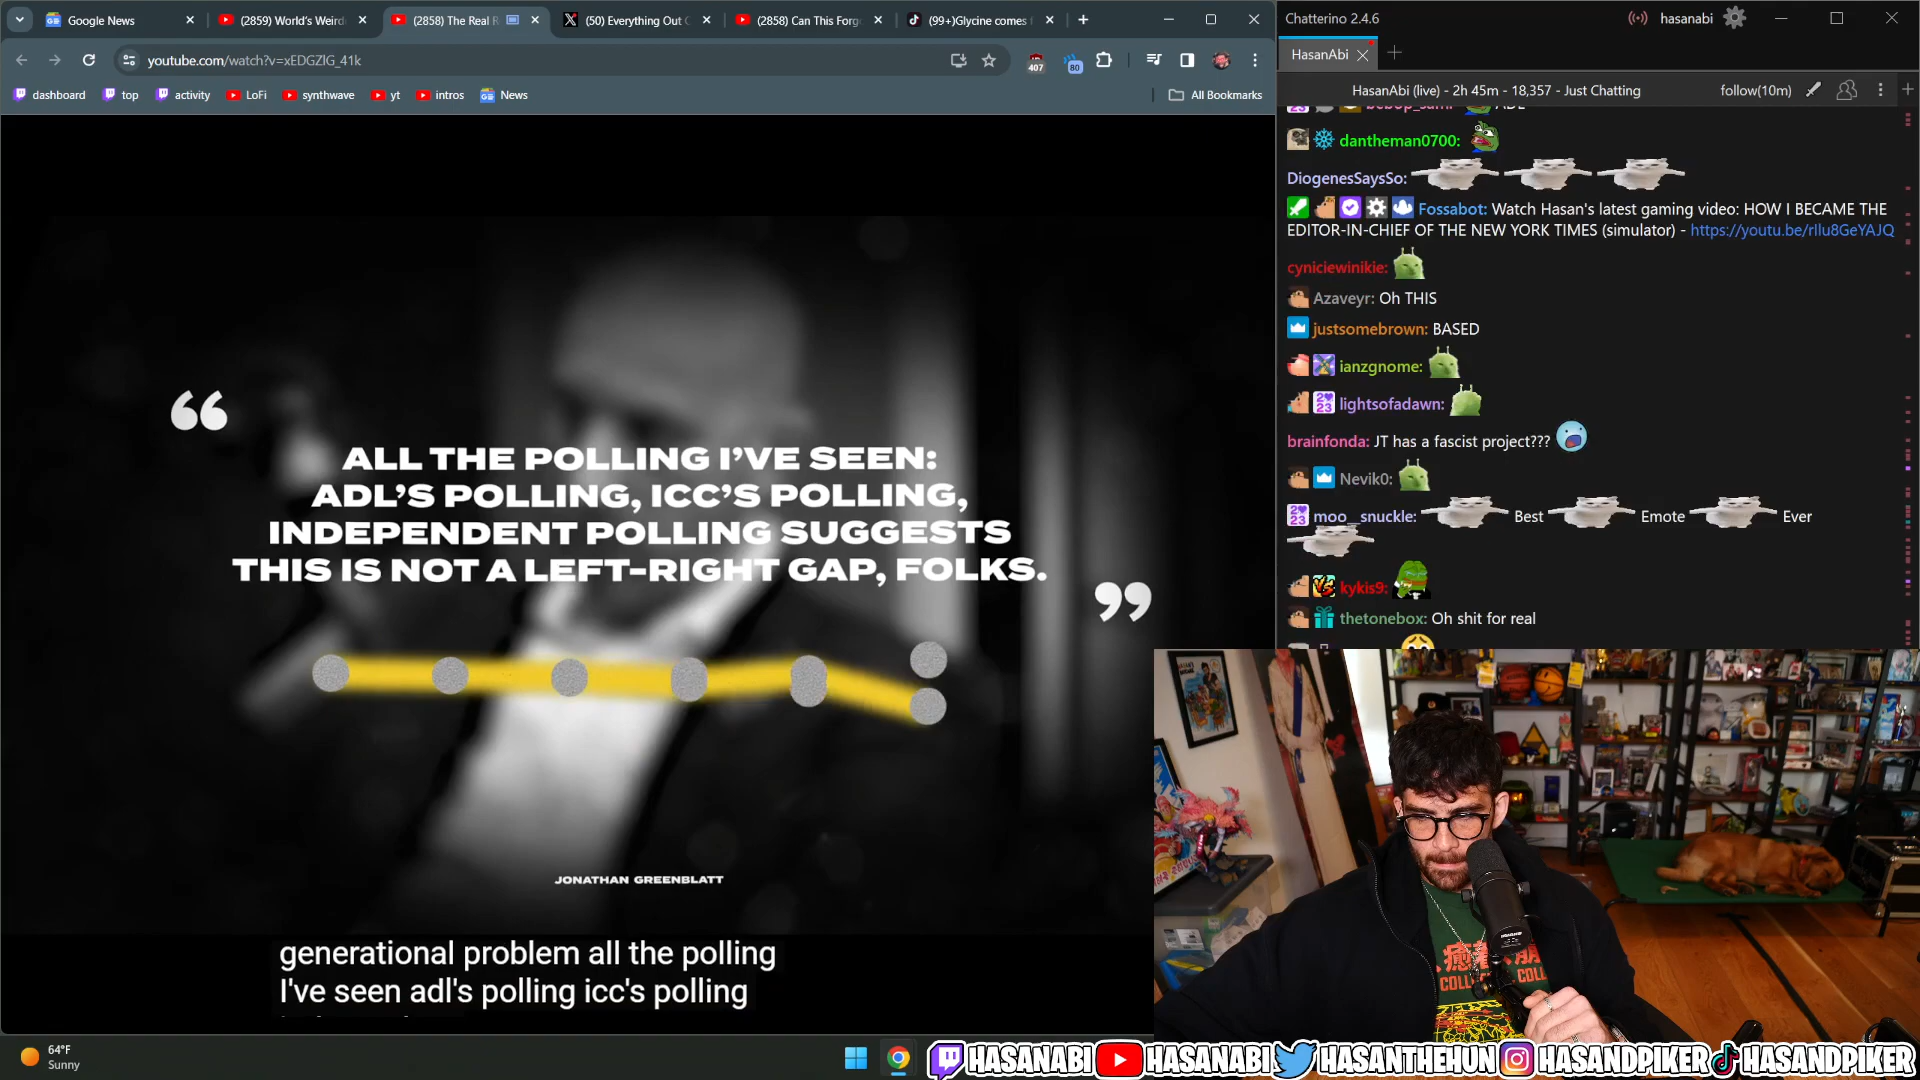 Google News
(2859) World's Weird
(2858) The Real R
(50) Everything Out C
(2858) Can This Forg
(99+)Glycine comes f
youtube.com/watch?v=xEDGZlG_41k
407
80
dashboard
top
activity
LoFi
synthwave
yt
intros
News
All Bookmarks
“
ALL THE POLLING I'VE SEEN:
ADL'S POLLING, ICC'S POLLING,
INDEPENDENT POLLING SUGGESTS
THIS IS NOT A LEFT-RIGHT GAP, FOLKS.
”
JONATHAN GREENBLATT
generational problem all the polling
I've seen adl's polling icc's polling
64°F
Sunny
Chatterino 2.4.6
hasanabi
HasanAbi
HasanAbi (live) - 2h 45m - 18,357 - Just Chatting
follow(10m)
dantheman0700:
DiogenesSaysSo:
Fossabot: Watch Hasan's latest gaming video: HOW I BECAME THE
EDITOR-IN-CHIEF OF THE NEW YORK TIMES (simulator) - https://youtu.be/rIlu8GeYAJQ
cyniciewinikie:
Azaveyr: Oh THIS
justsomebrown: BASED
ianzgnome:
lightsofadawn:
brainfonda: JT has a fascist project???
Nevik0:
moo_snuckle: Best Emote Ever
kykis9:
thetonebox: Oh shit for real
HASANABI HASANABI HASANTHEHUN HASANDPIKER HASANDPIKER